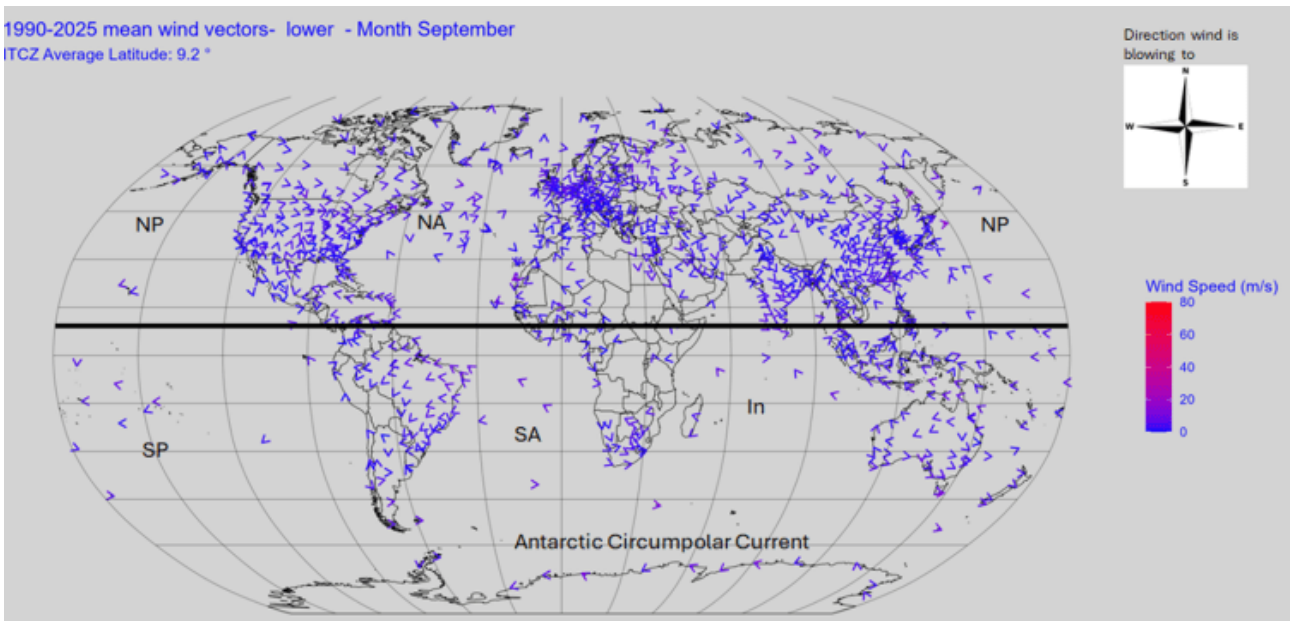 1990-2025 mean wind vectors- lower - Month September
ITCZ Average Latitude: 9.2 °
Direction wind is
blowing to
N
W
E
S
NP
NA
NP
Wind Speed (m/s)
80
60
40
20
0
In
SA
SP
Antarctic Circumpolar Current